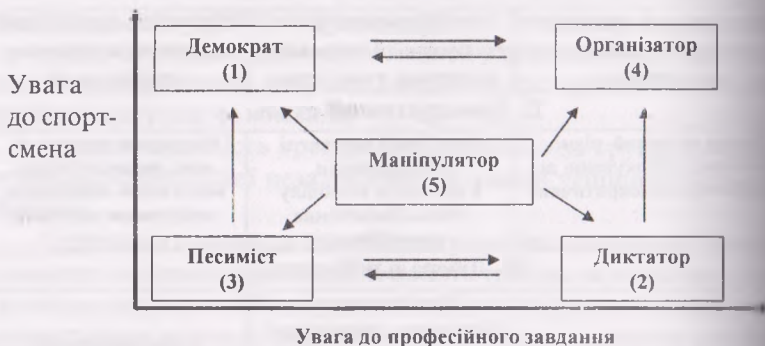 Демократ
(1)
Організатор
(4)
Увага
до спорт-
смена
Маніпулятор
(5)
Песиміст
(3)
Диктатор
(2)
Увага до професійного завдання